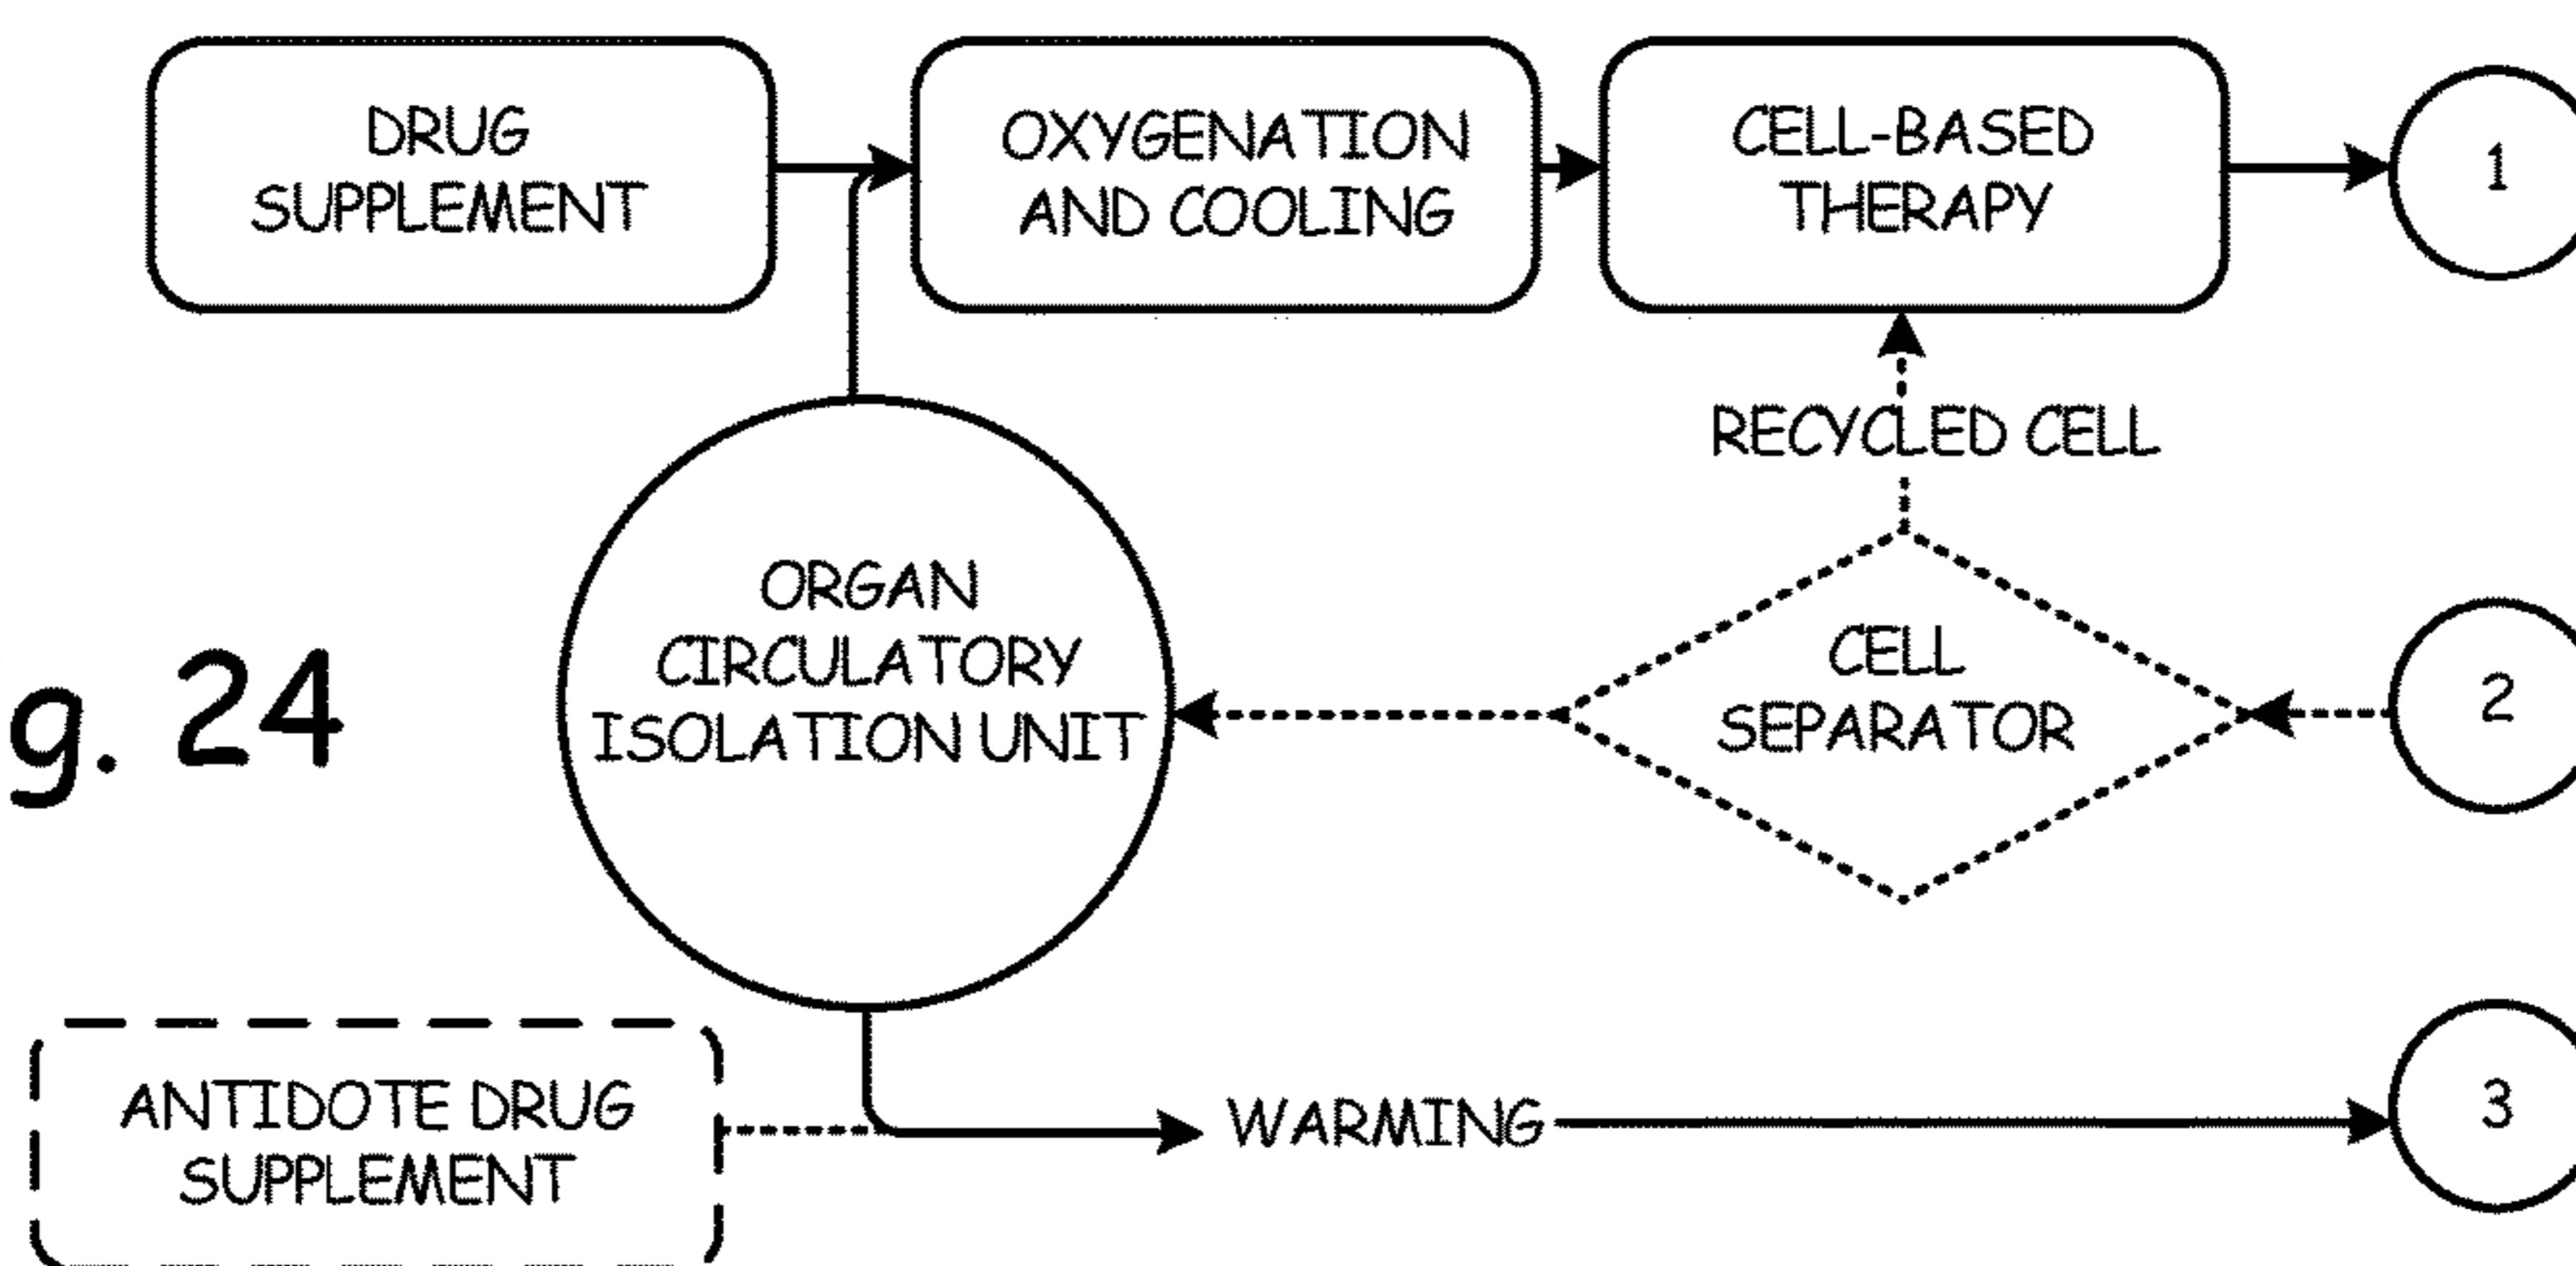 DRUG
SUPPLEMENT
OXYGENATION
AND COOLING
CELL-BASED
THERAPY
1
RECYCLED CELL
ORGAN
CIRCULATORY
ISOLATION UNIT
CELL
SEPARATOR
2
g. 24
ANTIDOTE DRUG
SUPPLEMENT
WARMING
3